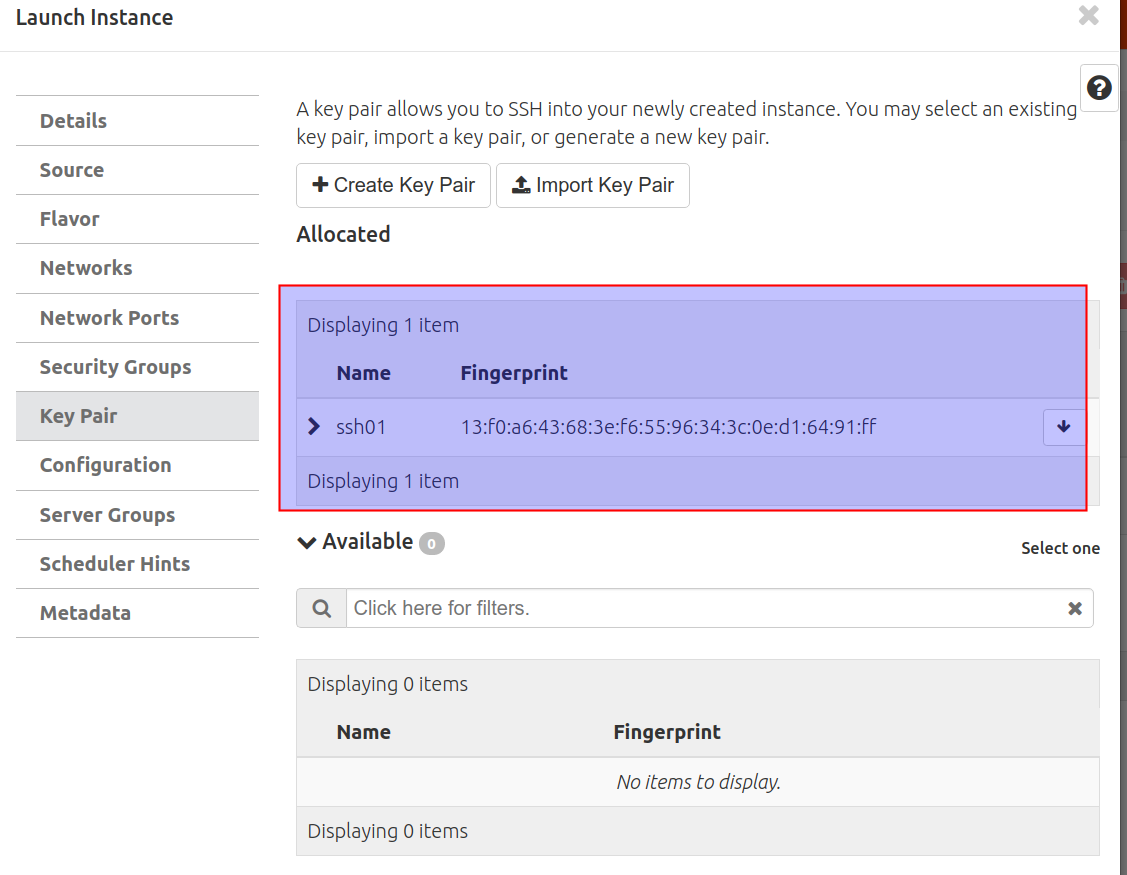 Launch Instance
Details
Source
Flavor
Networks
Network Ports
Security Groups
Key Pair
Configuration
Server Groups
Scheduler Hints
Metadata
A key pair allows you to SSH into your newly created instance. You may select an existing
key pair, import a key pair, or generate a new key pair.
Create Key Pair Import Key Pair
Allocated
Displaying 1 item
Name Fingerprint
ssh01 13:f0:a6:43:68:3e:f6:55:96:34:3c:0e:d1:64:91:ff
Displaying 1 item
Available 0 Select one
Click here for filters.
Displaying 0 items
Name Fingerprint
No items to display.
Displaying 0 items